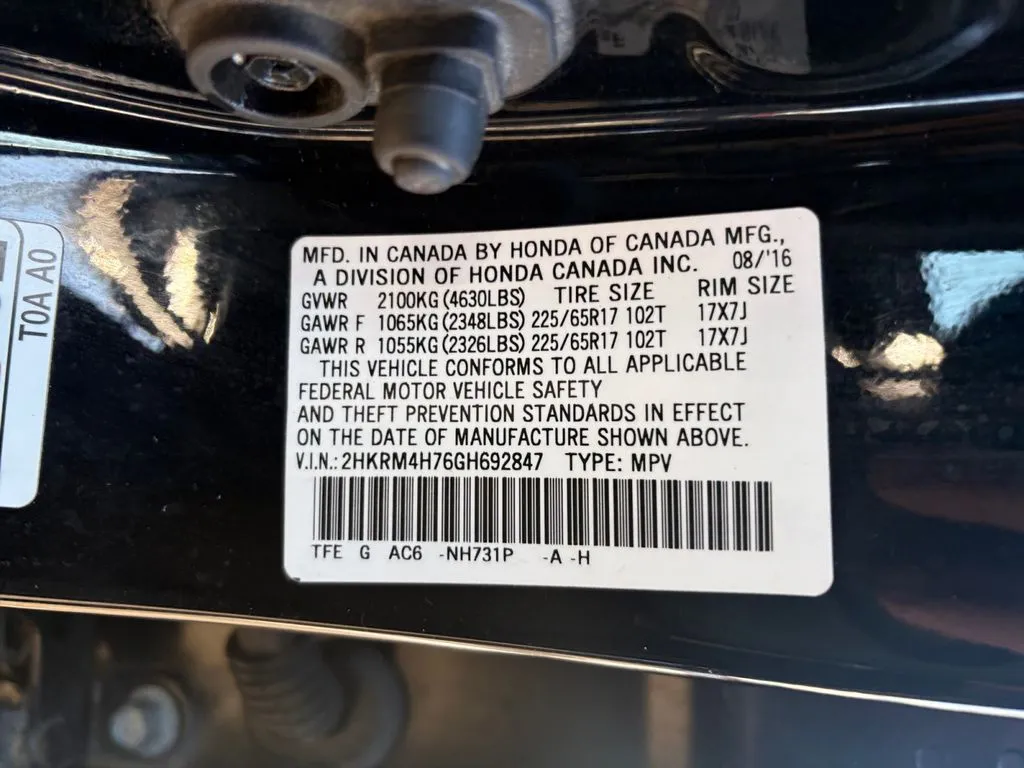 MFD. IN CANADA BY HONDA OF CANADA MFG.,
A DIVISION OF HONDA CANADA INC. 08/'16
GVWR 2100KG (4630LBS) TIRE SIZE RIM SIZE
GAWR F 1065KG (2348LBS) 225/65R17 102T 17X7J
GAWR R 1055KG (2326LBS) 225/65R17 102T 17X7J
THIS VEHICLE CONFORMS TO ALL APPLICABLE
FEDERAL MOTOR VEHICLE SAFETY
AND THEFT PREVENTION STANDARDS IN EFFECT
ON THE DATE OF MANUFACTURE SHOWN ABOVE.
V.I.N.: 2HKRM4H76GH692847 TYPE: MPV
TFE G AC6 -NH731P -A -H
T0A A0